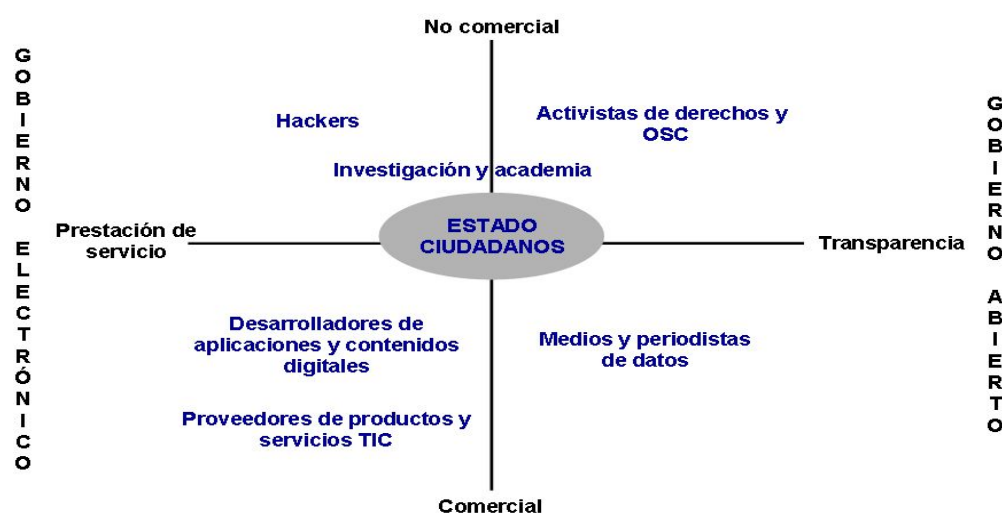 No comercial
GOBIERNO ELECTRÓNICO
GOBIERNO ABIERTO
Hackers
Activistas de derechos y
OSC
Investigación y academia
ESTADO
CIUDADANOS
Prestación de
servicio
Transparencia
Desarrolladores de
aplicaciones y contenidos
digitales
Medios y periodistas
de datos
Proveedores de productos y
servicios TIC
Comercial